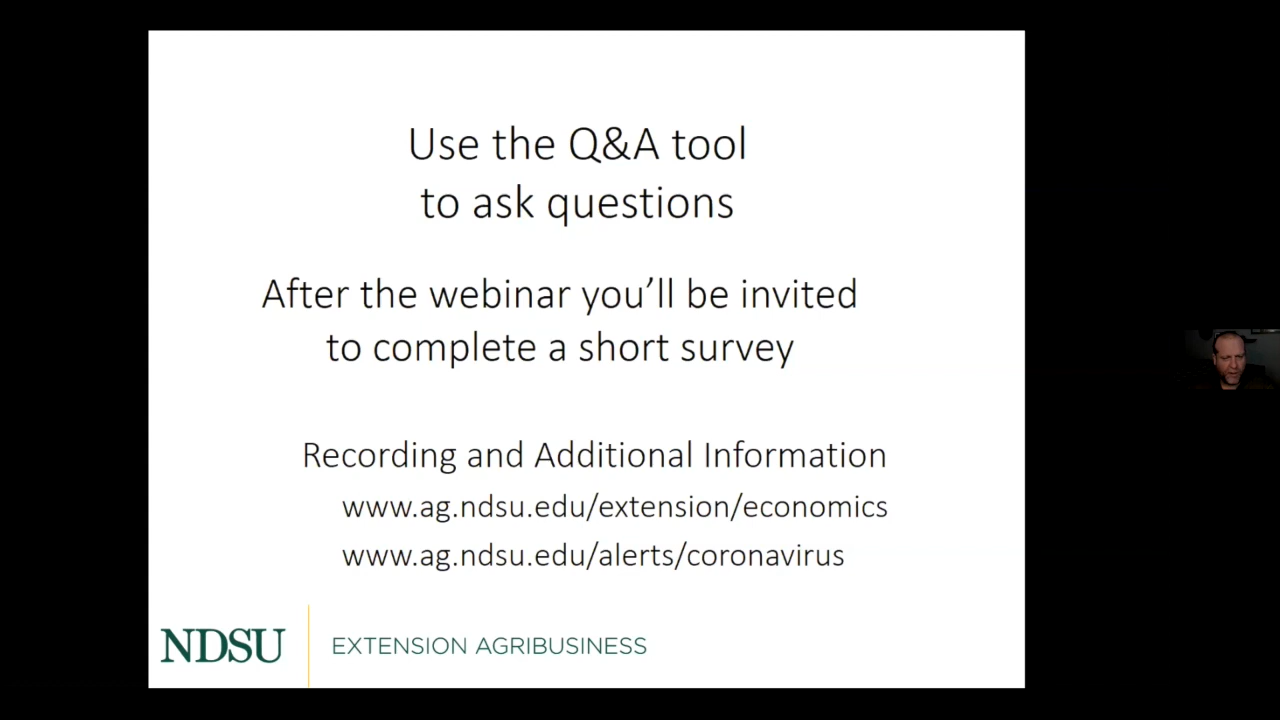 Use the Q&A tool
to ask questions
After the webinar you’ll be invited
to complete a short survey
Recording and Additional Information
www.ag.ndsu.edu/extension/economics
www.ag.ndsu.edu/alerts/coronavirus
NDSU
EXTENSION AGRIBUSINESS